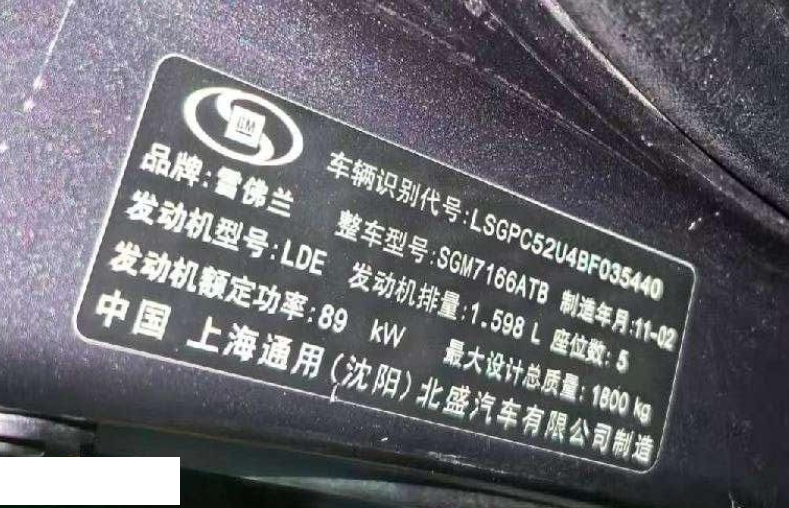 GM
车辆识别代号:LSGPC52U4BF035440
品牌:雪佛兰 整车型号:SGM7166ATB 制造年月:11-02
发动机型号:LDE 发动机排量:1.598 L 座位数:5
发动机额定功率:89 kW 最大设计总质量:1800 kg
中国 上海通用(沈阳)北盛汽车有限公司制造